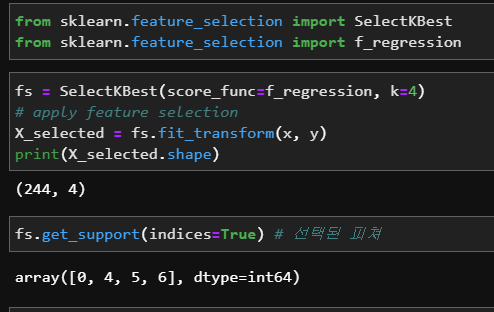 from sklearn.feature_selection import SelectKBest
from sklearn.feature_selection import f_regression
fs = SelectKBest(score_func=f_regression, k=4)
# apply feature selection
X_selected = fs.fit_transform(x, y)
print(X_selected.shape)
(244, 4)
fs.get_support(indices=True) # 선택된 피쳐
array([0, 4, 5, 6], dtype=int64)